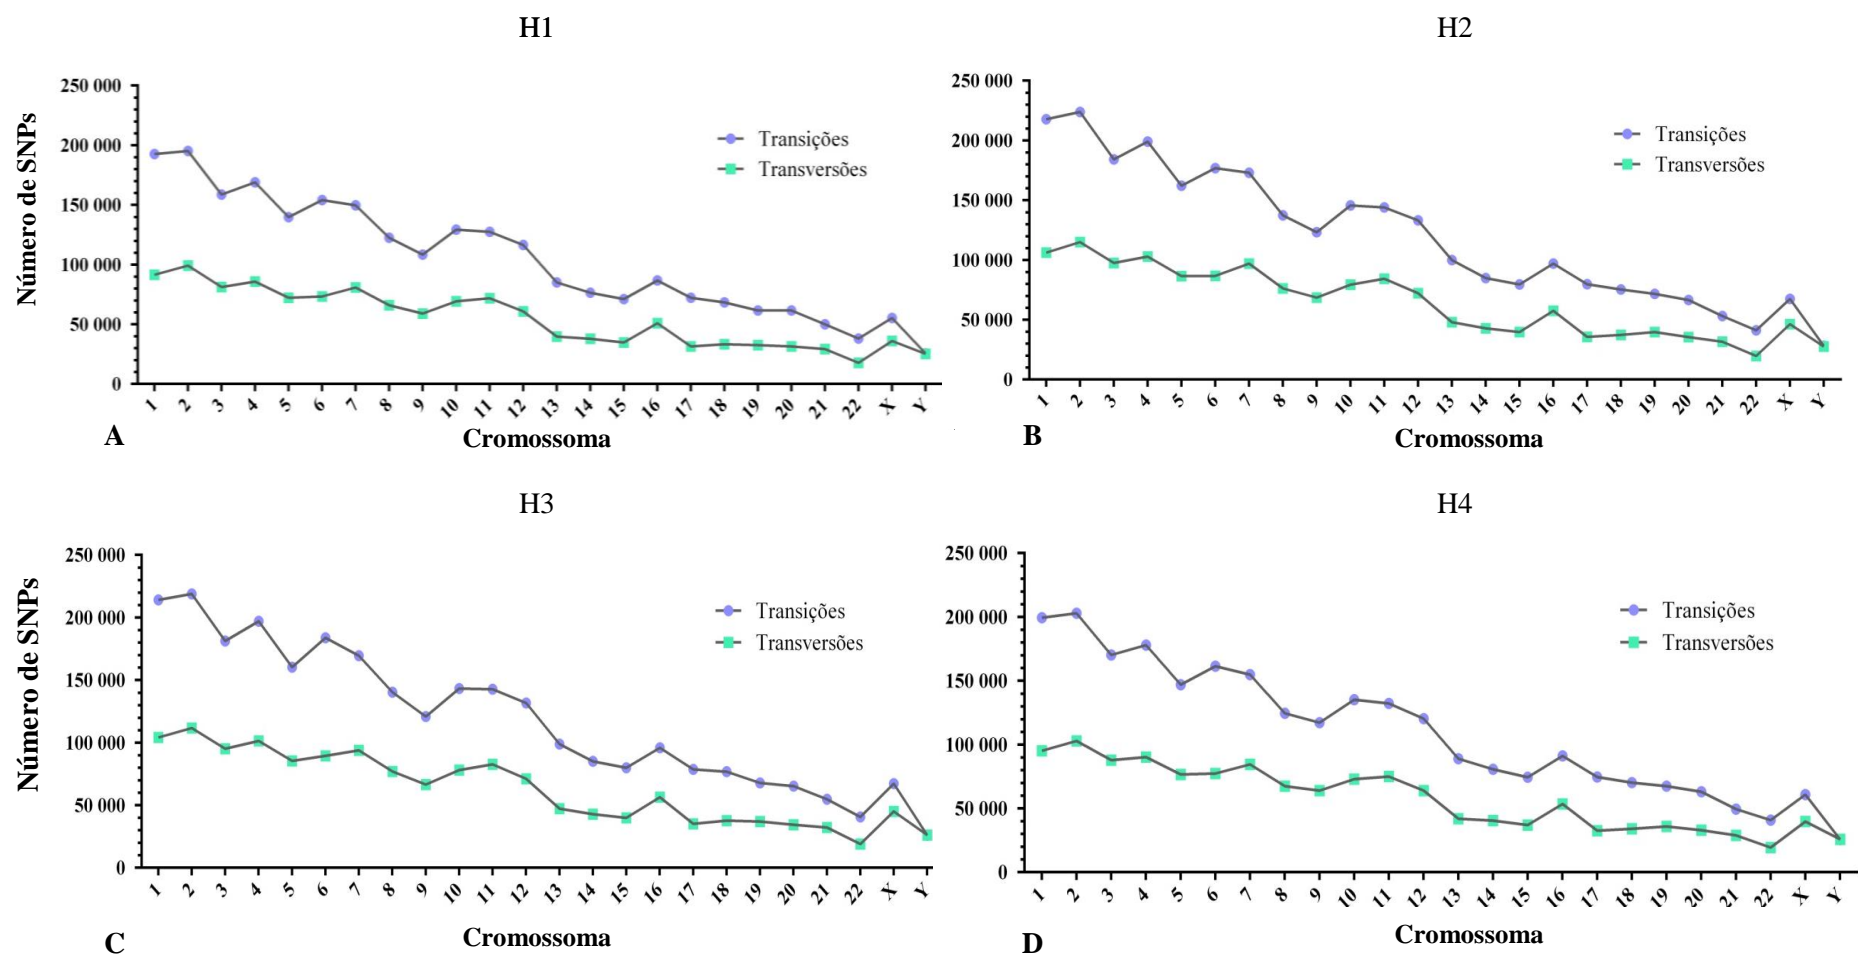 H1
Número de SNPs
250 000
200 000
150 000
100 000
50 000
0
Transições
Transversões
1 2 3 4 5 6 7 8 9 10 11 12 13 14 15 16 17 18 19 20 21 22 X Y
A
Cromossoma
H2
250 000
200 000
150 000
100 000
50 000
0
Transições
Transversões
1 2 3 4 5 6 7 8 9 10 11 12 13 14 15 16 17 18 19 20 21 22 X Y
B
Cromossoma
H3
Número de SNPs
250 000
200 000
150 000
100 000
50 000
0
Transições
Transversões
1 2 3 4 5 6 7 8 9 10 11 12 13 14 15 16 17 18 19 20 21 22 X Y
C
Cromossoma
H4
250 000
200 000
150 000
100 000
50 000
0
Transições
Transversões
1 2 3 4 5 6 7 8 9 10 11 12 13 14 15 16 17 18 19 20 21 22 X Y
D
Cromossoma